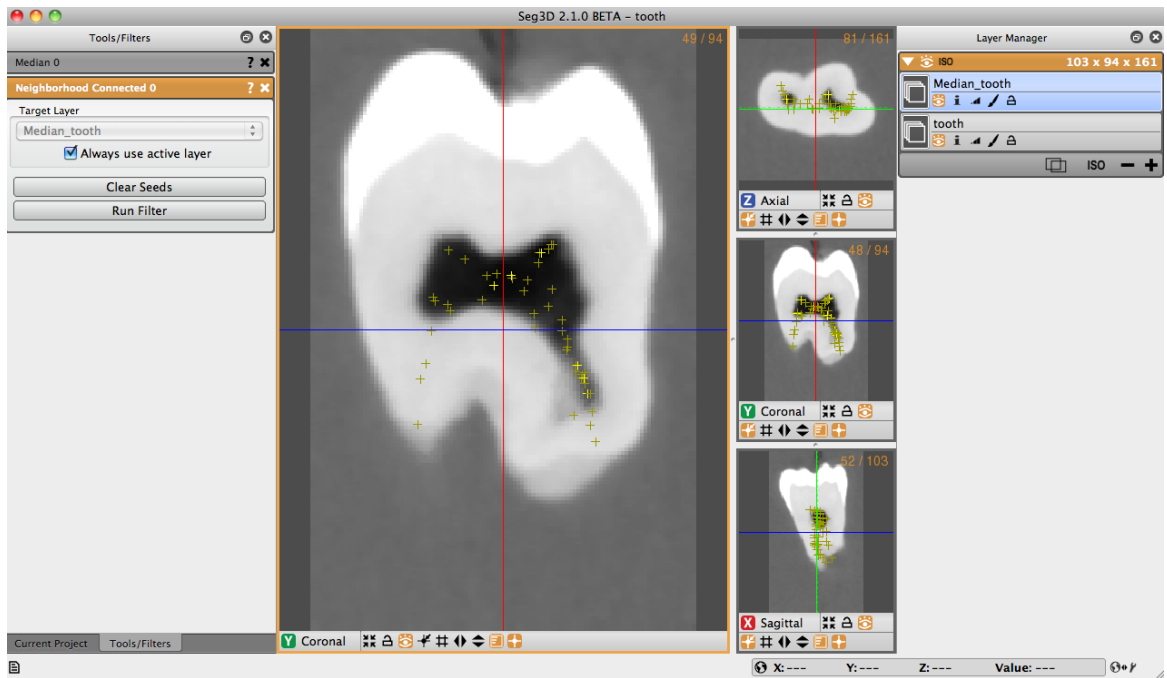 Seg3D 2.1.0 BETA - tooth
Tools/Filters
Median 0 ?
Neighborhood Connected 0 ?
Target Layer
Median_tooth
Always use active layer
Clear Seeds
Run Filter
Current Project Tools/Filters
49 / 94
Y Coronal
81 / 161
Z Axial
48 / 94
Y Coronal
52 / 103
X Sagittal
Layer Manager
ISO 103 x 94 x 161
Median_tooth
tooth
ISO
X: --- Y: --- Z: --- Value: ---